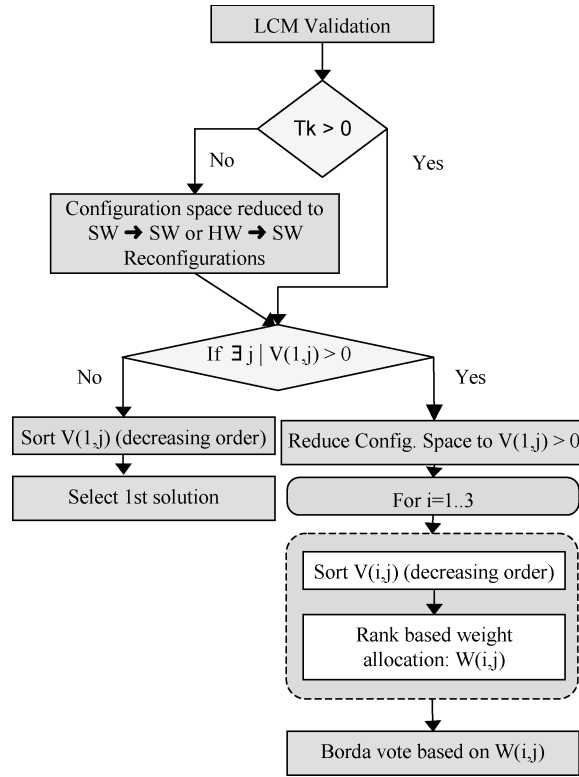 LCM Validation
Tk > 0
No
Yes
Configuration space reduced to
SW ➔ SW or HW ➔ SW
Reconfigurations
If ∃ j | V(1,j) > 0
No
Yes
Sort V(1,j) (decreasing order)
Reduce Config. Space to V(1,j) > 0
Select 1st solution
For i=1..3
Sort V(i,j) (decreasing order)
Rank based weight
allocation: W(i,j)
Borda vote based on W(i,j)